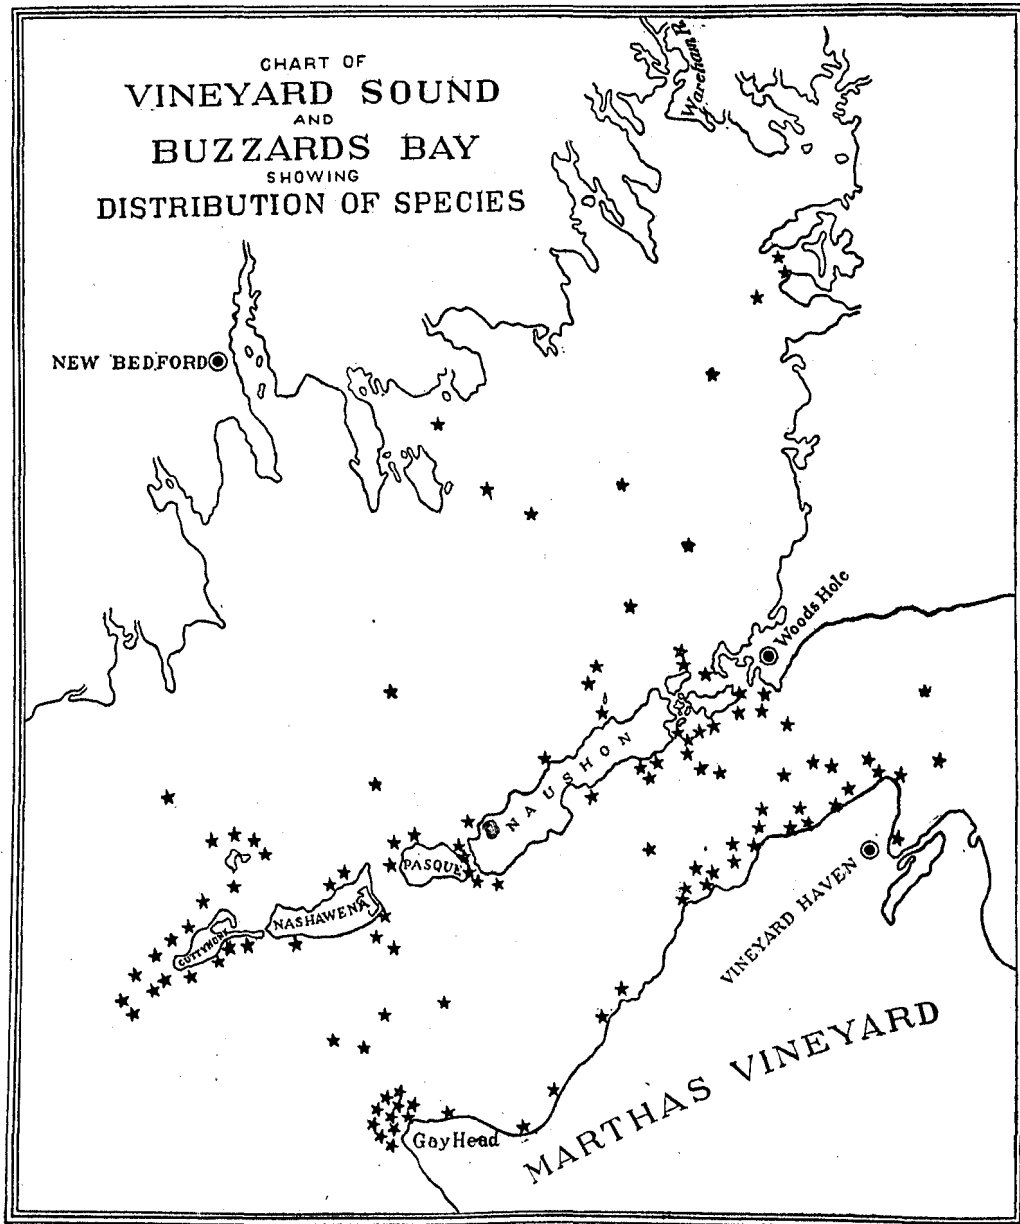 CHART OF
VINEYARD SOUND
AND
BUZZARDS BAY
SHOWING
DISTRIBUTION OF SPECIES
Wareham R.
NEW BEDFORD
Woods Hole
NAUSHON
PASQUE
NASHAWENA
CUTTYHUNK
VINEYARD HAVEN
MARTHAS VINEYARD
Gay Head